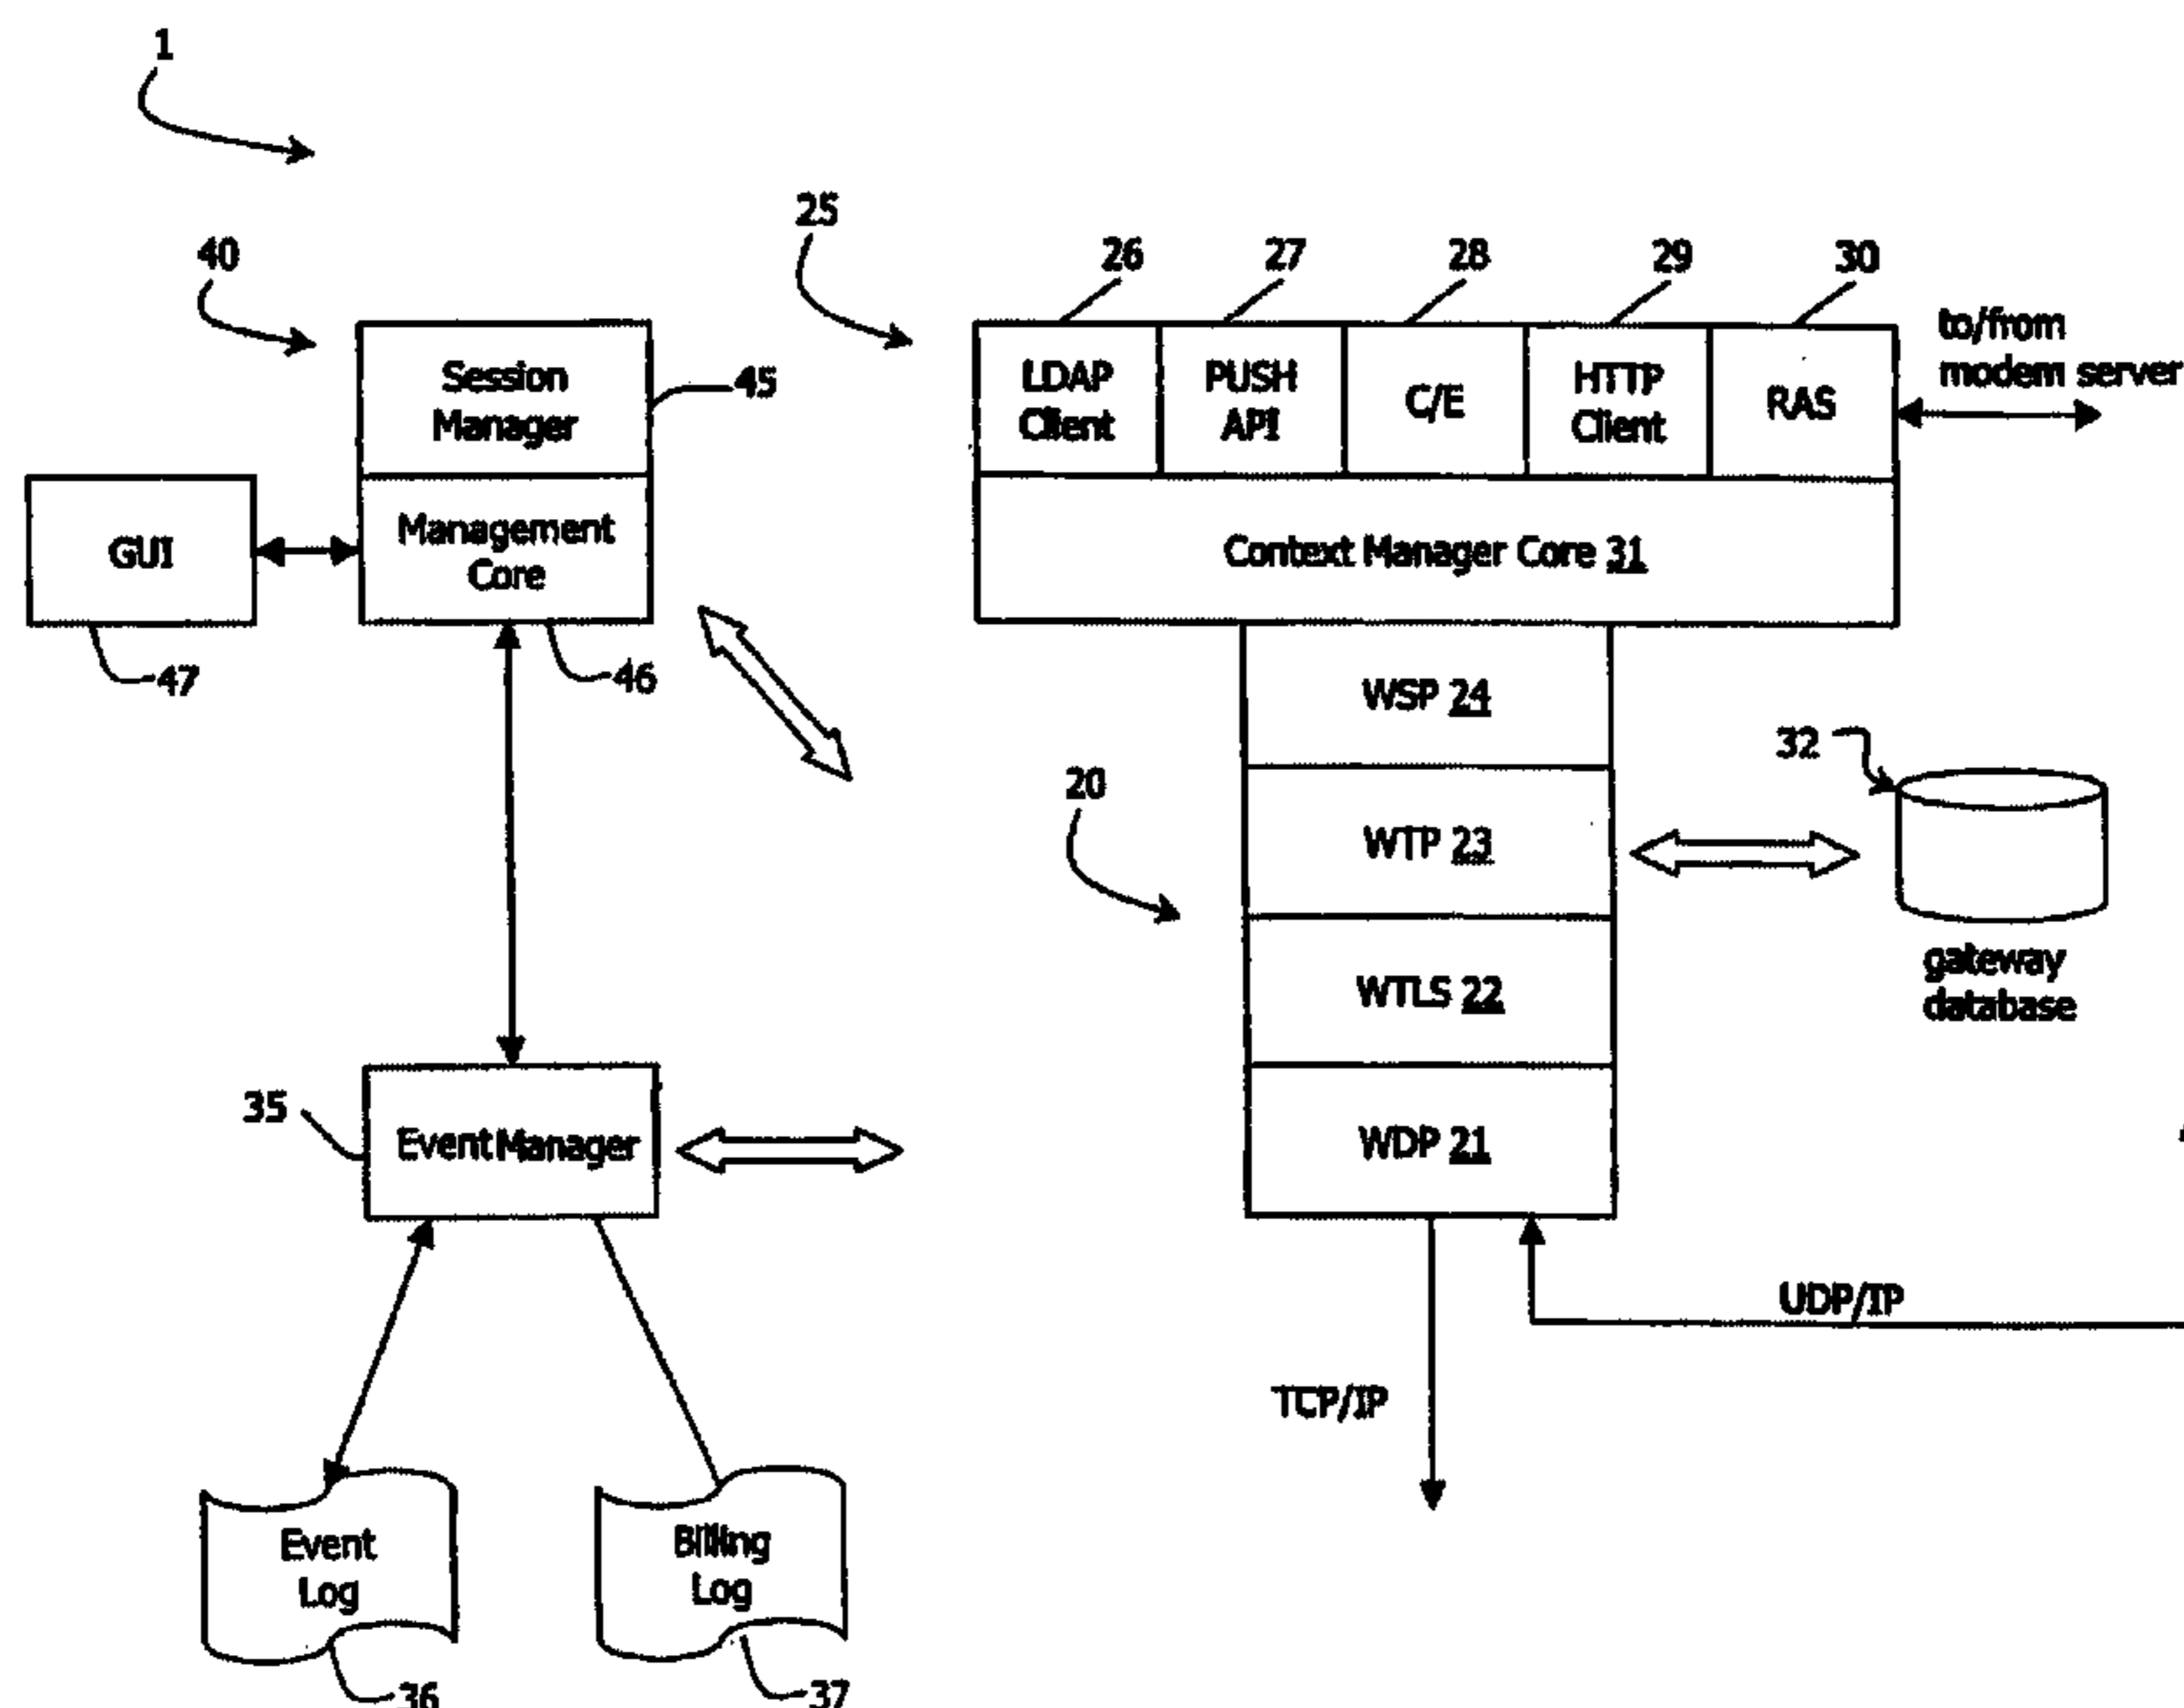 1
40
25
26
27
28
29
30
to/from
modem server
Session
Manager
45
LDAP
Client
PUSH
API
C/E
HTTP
Client
RAS
GUI
Management
Core
Context Manager Core 31
47
46
WSP 24
32
20
WTP 23
gateway
database
WTLS 22
35
Event Manager
WDP 21
UDP/IP
TCP/IP
Event
Log
Billing
Log
36
37